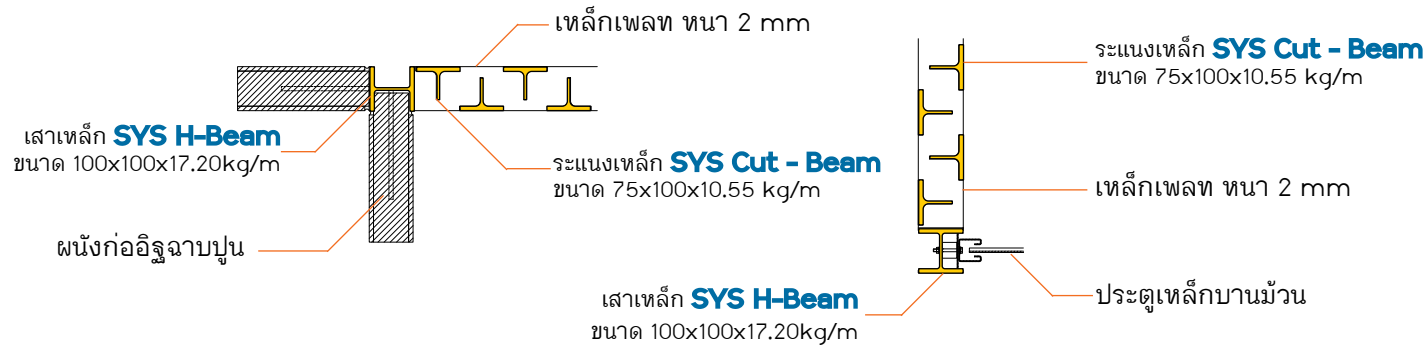 เหล็กเพลท หนา 2 mm
เสาเหล็ก SYS H-Beam
ขนาด 100x100x17.20kg/m
ระแนงเหล็ก SYS Cut - Beam
ขนาด 75x100x10.55 kg/m
ผนังก่ออิฐฉาบปูน
ระแนงเหล็ก SYS Cut - Beam
ขนาด 75x100x10.55 kg/m
เหล็กเพลท หนา 2 mm
เสาเหล็ก SYS H-Beam
ขนาด 100x100x17.20kg/m
ประตูเหล็กบานม้วน